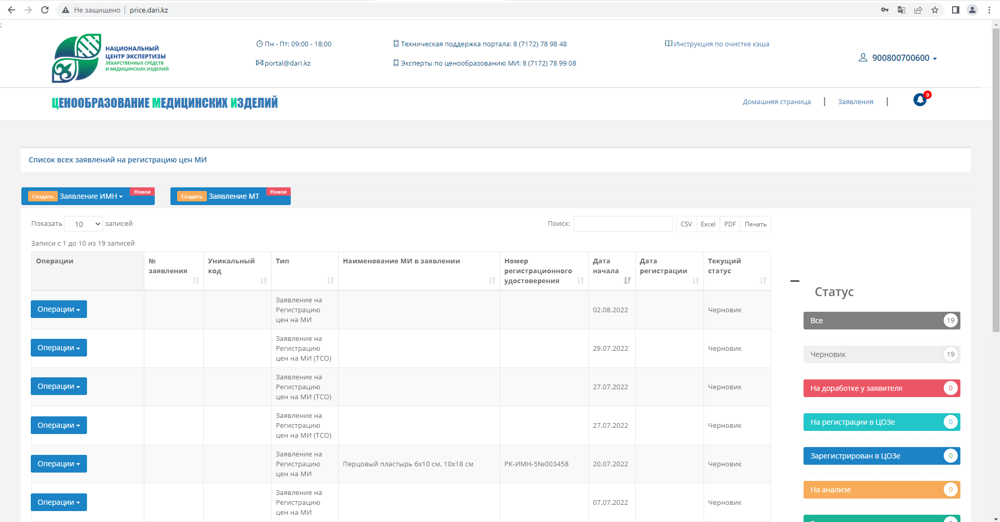 Не защищено
price.dari.kz
;
НАЦИОНАЛЬНЫЙ
ЦЕНТР ЭКСПЕРТИЗЫ
ЛЕКАРСТВЕННЫХ СРЕДСТВ
И МЕДИЦИНСКИХ ИЗДЕЛИЙ
Пн - Пт: 09:00 - 18:00
portal@dari.kz
Техническая поддержка портала: 8 (7172) 78 98 48
Эксперты по ценообразованию МИ: 8 (7172) 78 99 08
Инструкция по очистке кэша
900800700600
ЦЕНООБРАЗОВАНИЕ МЕДИЦИНСКИХ ИЗДЕЛИЙ
Домашняя страница | Заявления |
0
Список всех заявлений на регистрацию цен МИ
Создать Заявление ИМН Новое
Создать Заявление МТ Новое
Показать 10 записей
Поиск:
CSV Excel PDF Печать
Записи с 1 до 10 из 19 записей
Операции
№
заявления
Уникальный
код
Тип
Наименование МИ в заявлении
Номер
регистрационного
удостоверения
Дата
начала
Дата
регистрации
Текущий
статус
Операции
Заявление на
Регистрацию
цен на МИ
02.08.2022
Черновик
Операции
Заявление на
Регистрацию
цен на МИ (ТСО)
29.07.2022
Черновик
Операции
Заявление на
Регистрацию
цен на МИ (ТСО)
27.07.2022
Черновик
Операции
Заявление на
Регистрацию
цен на МИ (ТСО)
27.07.2022
Черновик
Операции
Заявление на
Регистрацию
цен на МИ
Перцовый пластырь 6х10 см, 10х18 см
РК-ИМН-5№003458
20.07.2022
Черновик
Операции
Заявление на
Регистрацию
цен на МИ
07.07.2022
Черновик
Статус
Все 19
Черновик 19
На доработке у заявителя 0
На регистрации в ЦОЗе 0
Зарегистрирован в ЦОЗе 0
На анализе 0